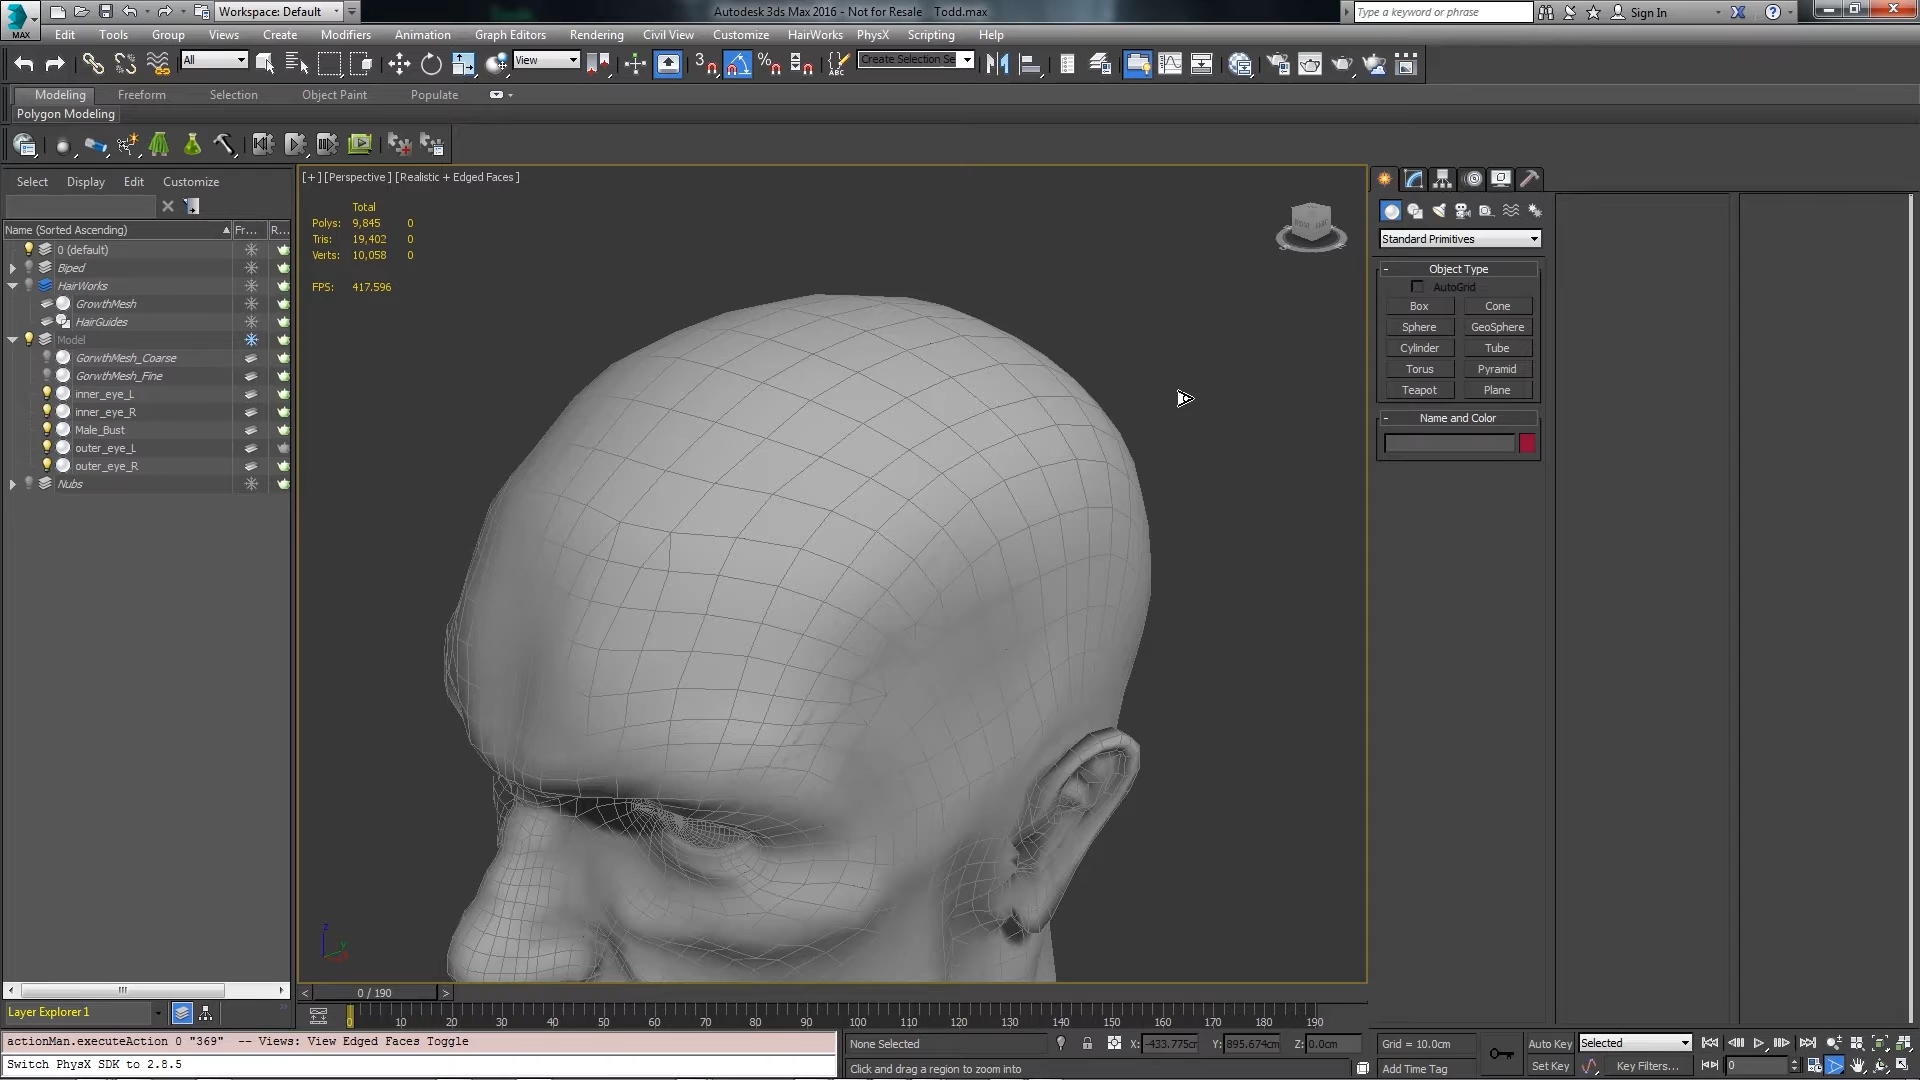 Workspace: Default
Autodesk 3ds Max 2016 - Not for Resale Todd.max
Type a keyword or phrase
Sign In
MAX
Edit Tools Group Views Create Modifiers Animation Graph Editors Rendering Civil View Customize HairWorks PhysX Scripting Help
All
View
3
%
ABC
Create Selection Se
Modeling Freeform Selection Object Paint Populate
Polygon Modeling
Select Display Edit Customize
Name (Sorted Ascending) Fr... R...
0 (default)
Biped
HairWorks
GrowthMesh
HairGuides
Model
GorwthMesh_Coarse
GorwthMesh_Fine
inner_eye_L
inner_eye_R
Male_Bust
outer_eye_L
outer_eye_R
Nubs
[+] [Perspective ] [Realistic + Edged Faces ]
Total
Polys: 9,845 0
Tris: 19,402 0
Verts: 10,058 0
FPS: 417.596
z
y
Standard Primitives
- Object Type
AutoGrid
Box Cone
Sphere GeoSphere
Cylinder Tube
Torus Pyramid
Teapot Plane
- Name and Color
< 0 / 190 >
Layer Explorer 1
0 10 20 30 40 50 60 70 80 90 100 110 120 130 140 150 160 170 180 190
actionMan.executeAction 0 "369" -- Views: View Edged Faces Toggle
Switch PhysX SDK to 2.8.5
None Selected
X: -433.775cm Y: 895.674cm Z: 0.0cm
Grid = 10.0cm
Auto Key Selected
Click and drag a region to zoom into
Add Time Tag
Set Key Key Filters...
0